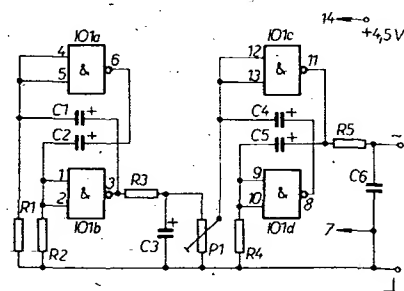 IO1a
IO1c
14
+4,5V
4
6
5
&
12
11
13
&
C1 +
C2 +
C4 +
C5 +
R5
~
1
3
2
&
R3
9
8
10
&
C6
R1
R2
IO1b
C3 +
P1
R4
IO1d
7